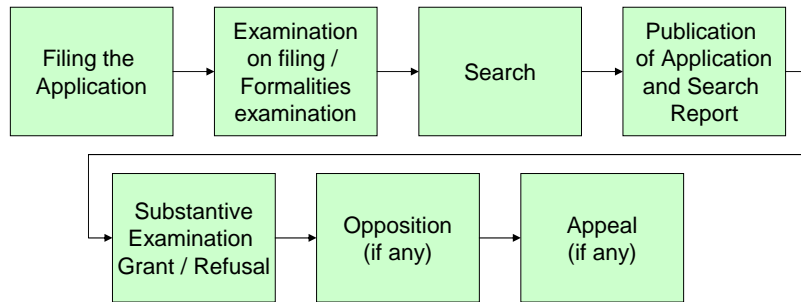 Filing the
Application
Examination
on filing /
Formalities
examination
Search
Publication
of Application
and Search
Report
Substantive
Examination
Grant / Refusal
Opposition
(if any)
Appeal
(if any)